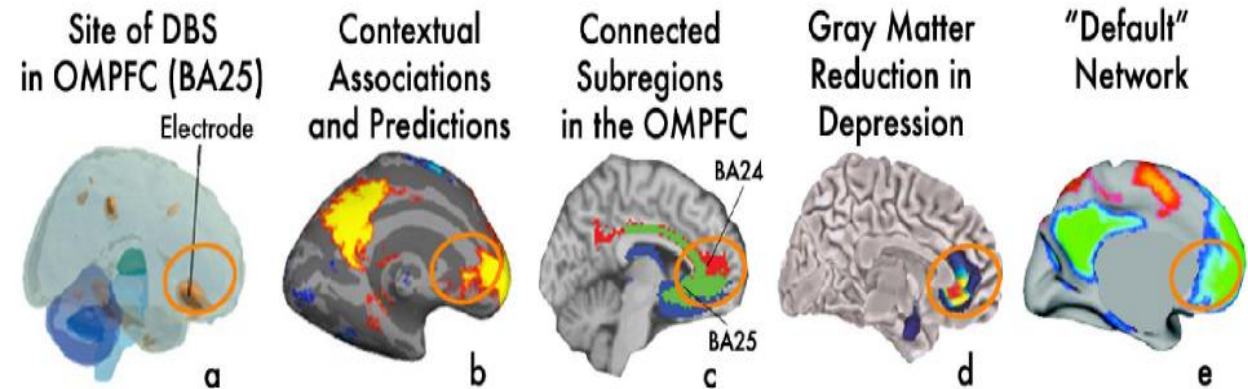 Site of DBS
in OMPFC (BA25)
Electrode
a
Contextual
Associations
and Predictions
b
Connected
Subregions
in the OMPFC
BA24
BA25
c
Gray Matter
Reduction in
Depression
d
“Default”
Network
e